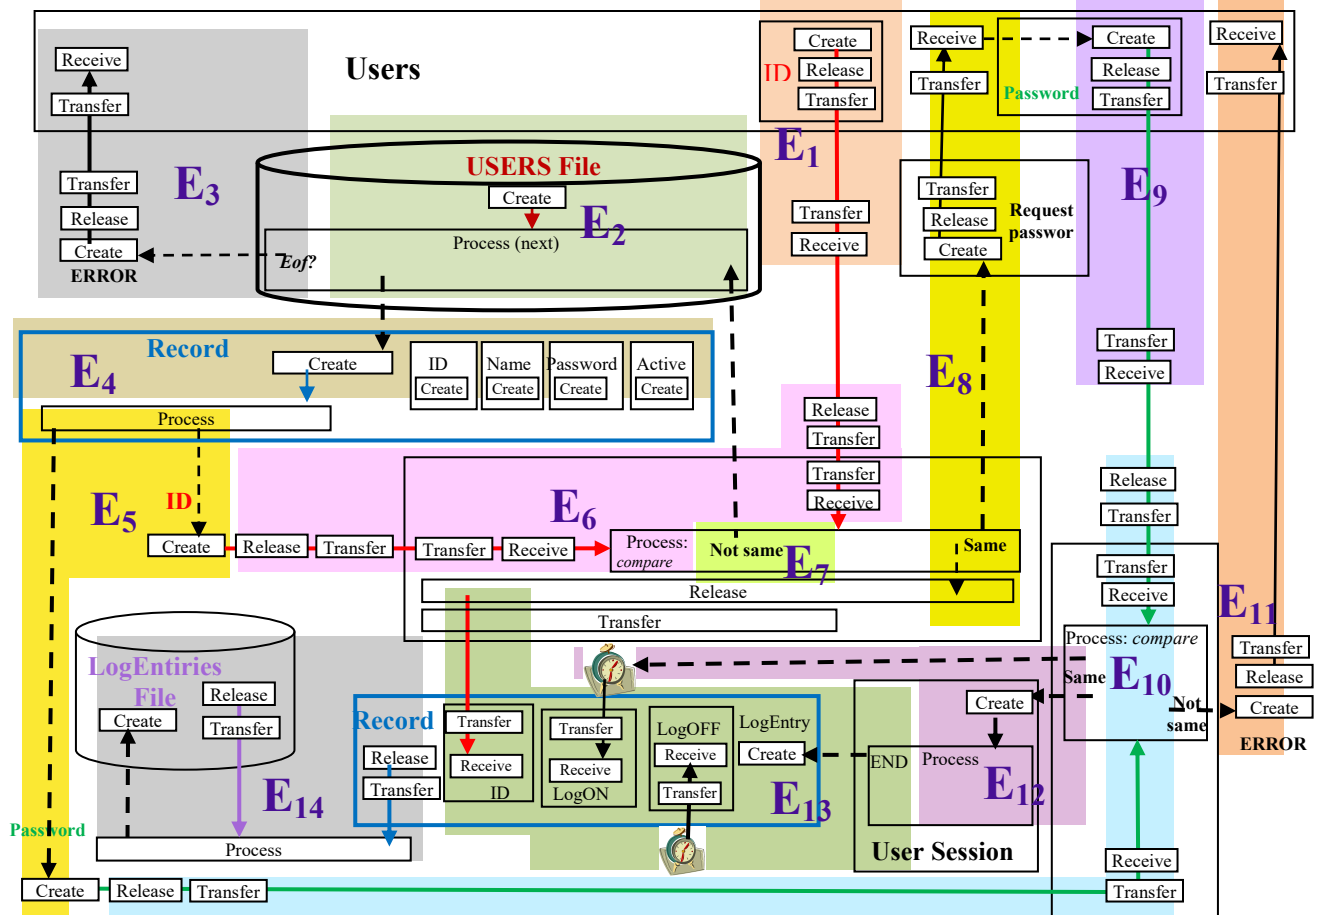 Receive
Transfer
Users
Create
ID
Release
Transfer
Receive
Transfer
Create
Release
Password
Transfer
Receive
Transfer
E1
USERS File
Create
E2
Process (next)
Eof?
Transfer
E3
Release
Create
ERROR
Transfer
Receive
Transfer
Release
Create
Request
passwor
E9
Transfer
Receive
Record
E4
Create
ID
Create
Name
Create
Password
Create
Active
Create
Process
E8
Release
Transfer
Transfer
Receive
E5
ID
Create
Release
Transfer
Transfer
Receive
E6
Process:
compare
Not same
E7
Same
Release
Transfer
Release
Transfer
Transfer
Receive
Process: compare
Same
E10
Not
same
E11
Transfer
Release
Create
ERROR
LogEntiries
File
Release
Create
Transfer
E14
Process
Record
Release
Transfer
Transfer
Receive
ID
Transfer
Receive
LogON
LogOFF
Receive
Transfer
LogEntry
Create
E13
Create
END
Process
E12
User Session
Password
Create
Release
Transfer
Receive
Transfer